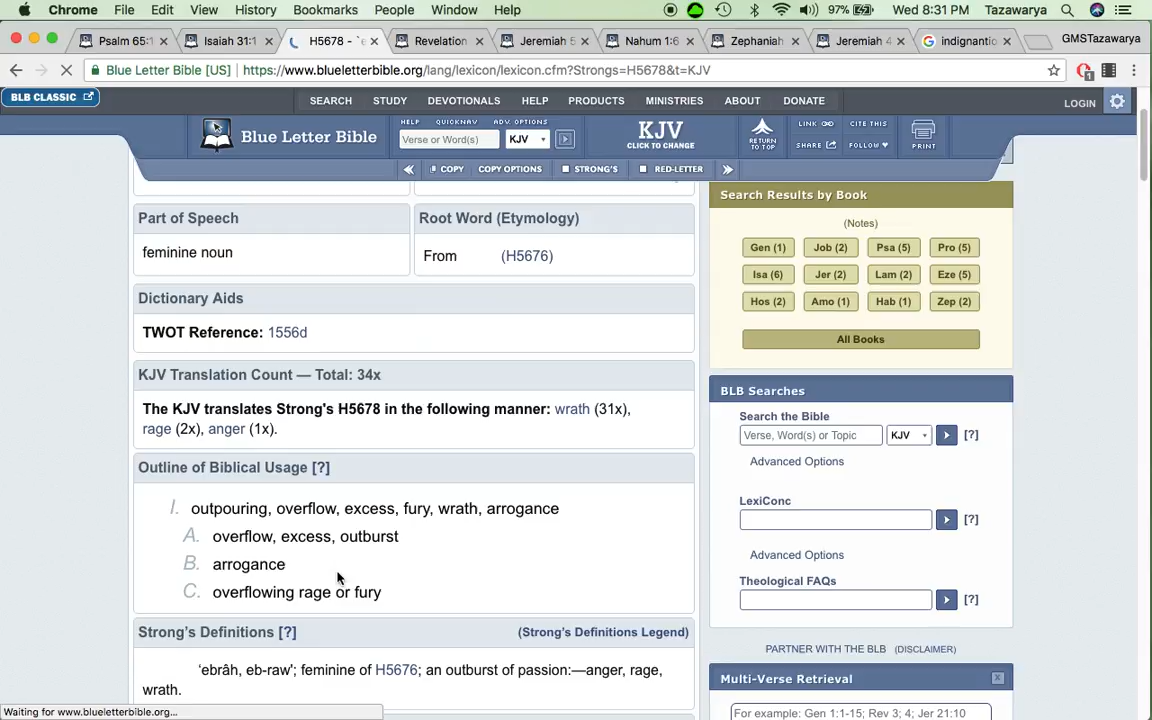 Chrome File Edit View History Bookmarks People Window Help 97% Wed 8:31 PM Tazawarya
Psalm 65:1 Isaiah 31:1 H5678 - Revelation Jeremiah 5 Nahum 1:6 Zephaniah Jeremiah 4 indignantio GMSTazawarya
Blue Letter Bible [US] https://www.blueletterbible.org/lang/lexicon/lexicon.cfm?Strongs=H5678&t=KJV 1
BLB CLASSIC SEARCH STUDY DEVOTIONALS HELP PRODUCTS MINISTRIES ABOUT DONATE LOGIN
HELP QUICKNAV ADV. OPTIONS
Blue Letter Bible Verse or Word(s) KJV KJV CLICK TO CHANGE RETURN TO TOP LINK CITE THIS SHARE FOLLOW PRINT
COPY COPY OPTIONS STRONG'S RED-LETTER
Part of Speech
feminine noun
Root Word (Etymology)
From (H5676)
Dictionary Aids
TWOT Reference: 1556d
KJV Translation Count — Total: 34x
The KJV translates Strong's H5678 in the following manner: wrath (31x),
rage (2x), anger (1x).
Outline of Biblical Usage [?]
I. outpouring, overflow, excess, fury, wrath, arrogance
A. overflow, excess, outburst
B. arrogance
C. overflowing rage or fury
Strong's Definitions [?] (Strong's Definitions Legend)
‛ebrâh, eb-raw'; feminine of H5676; an outburst of passion:—anger, rage,
wrath.
Search Results by Book
(Notes)
Gen (1) Job (2) Psa (5) Pro (5)
Isa (6) Jer (2) Lam (2) Eze (5)
Hos (2) Amo (1) Hab (1) Zep (2)
All Books
BLB Searches
Search the Bible
Verse, Word(s) or Topic KJV [?]
Advanced Options
LexiConc
[?]
Advanced Options
Theological FAQs
[?]
PARTNER WITH THE BLB (DISCLAIMER)
Multi-Verse Retrieval x
For example: Gen 1:1-15; Rev 3; 4; Jer 21:10
Waiting for www.blueletterbible.org...